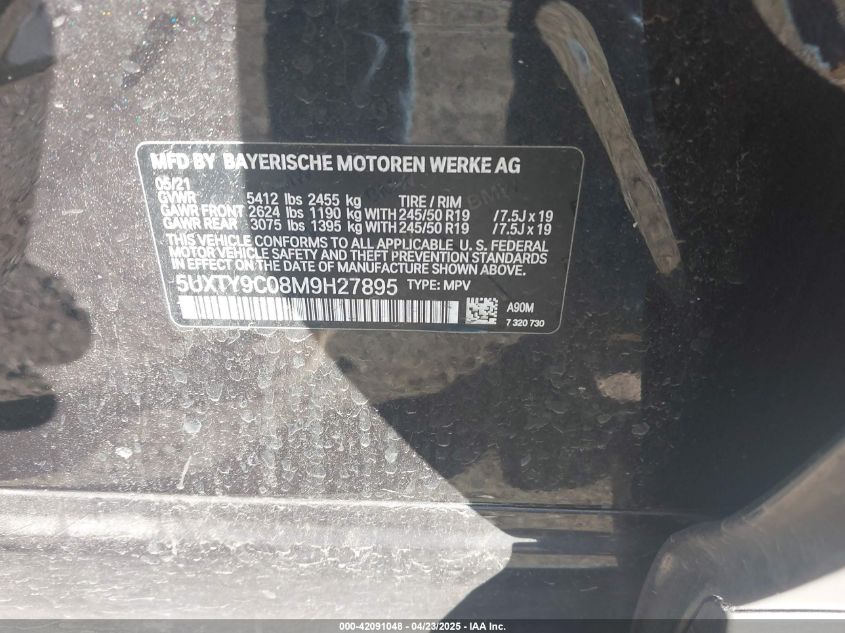 MFD BY BAYERISCHE MOTOREN WERKE AG
05/21
GVWR 5412 lbs 2455 kg TIRE / RIM
GAWR FRONT 2624 lbs 1190 kg WITH 245/50 R19 /7.5J x 19
GAWR REAR 3075 lbs 1395 kg WITH 245/50 R19 /7.5J x 19
THIS VEHICLE CONFORMS TO ALL APPLICABLE U. S. FEDERAL
MOTOR VEHICLE SAFETY AND THEFT PREVENTION STANDARDS
IN EFFECT ON THE DATE OF MANUFACTURE SHOWN ABOVE.
5UXTY9C08M9H27895 TYPE: MPV
A90M
7 320 730
000-42091048 - 04/23/2025 - IAA Inc.